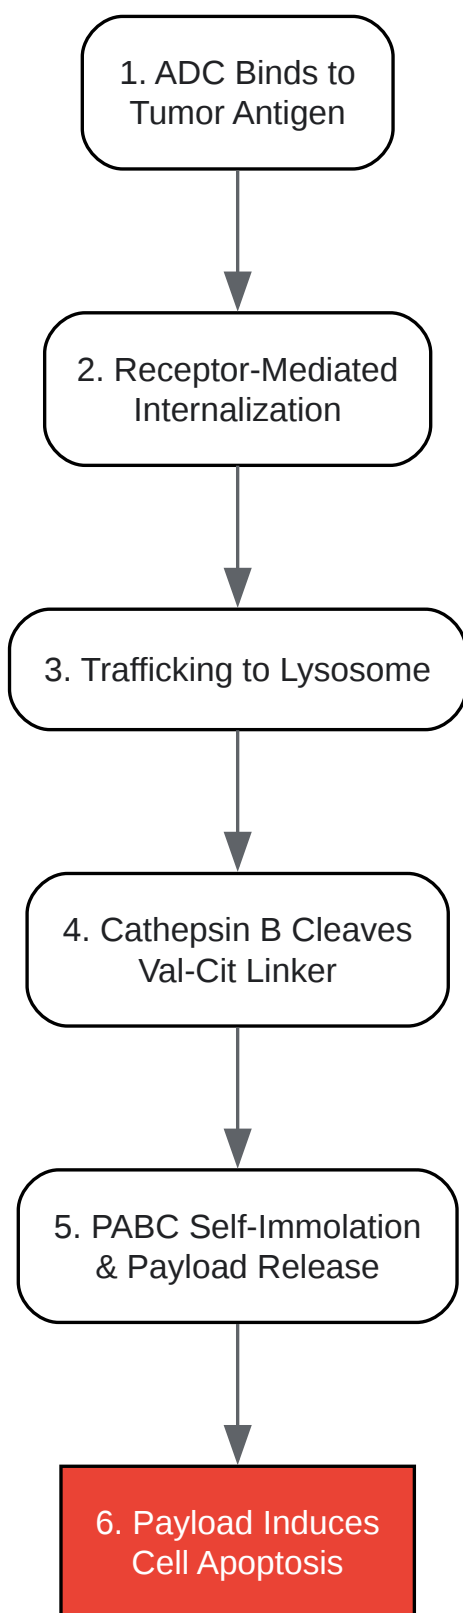 1. ADC Binds to
Tumor Antigen
2. Receptor-Mediated
Internalization
3. Trafficking to Lysosome
4. Cathepsin B Cleaves
Val-Cit Linker
5. PABC Self-Immolation
& Payload Release
6. Payload Induces
Cell Apoptosis